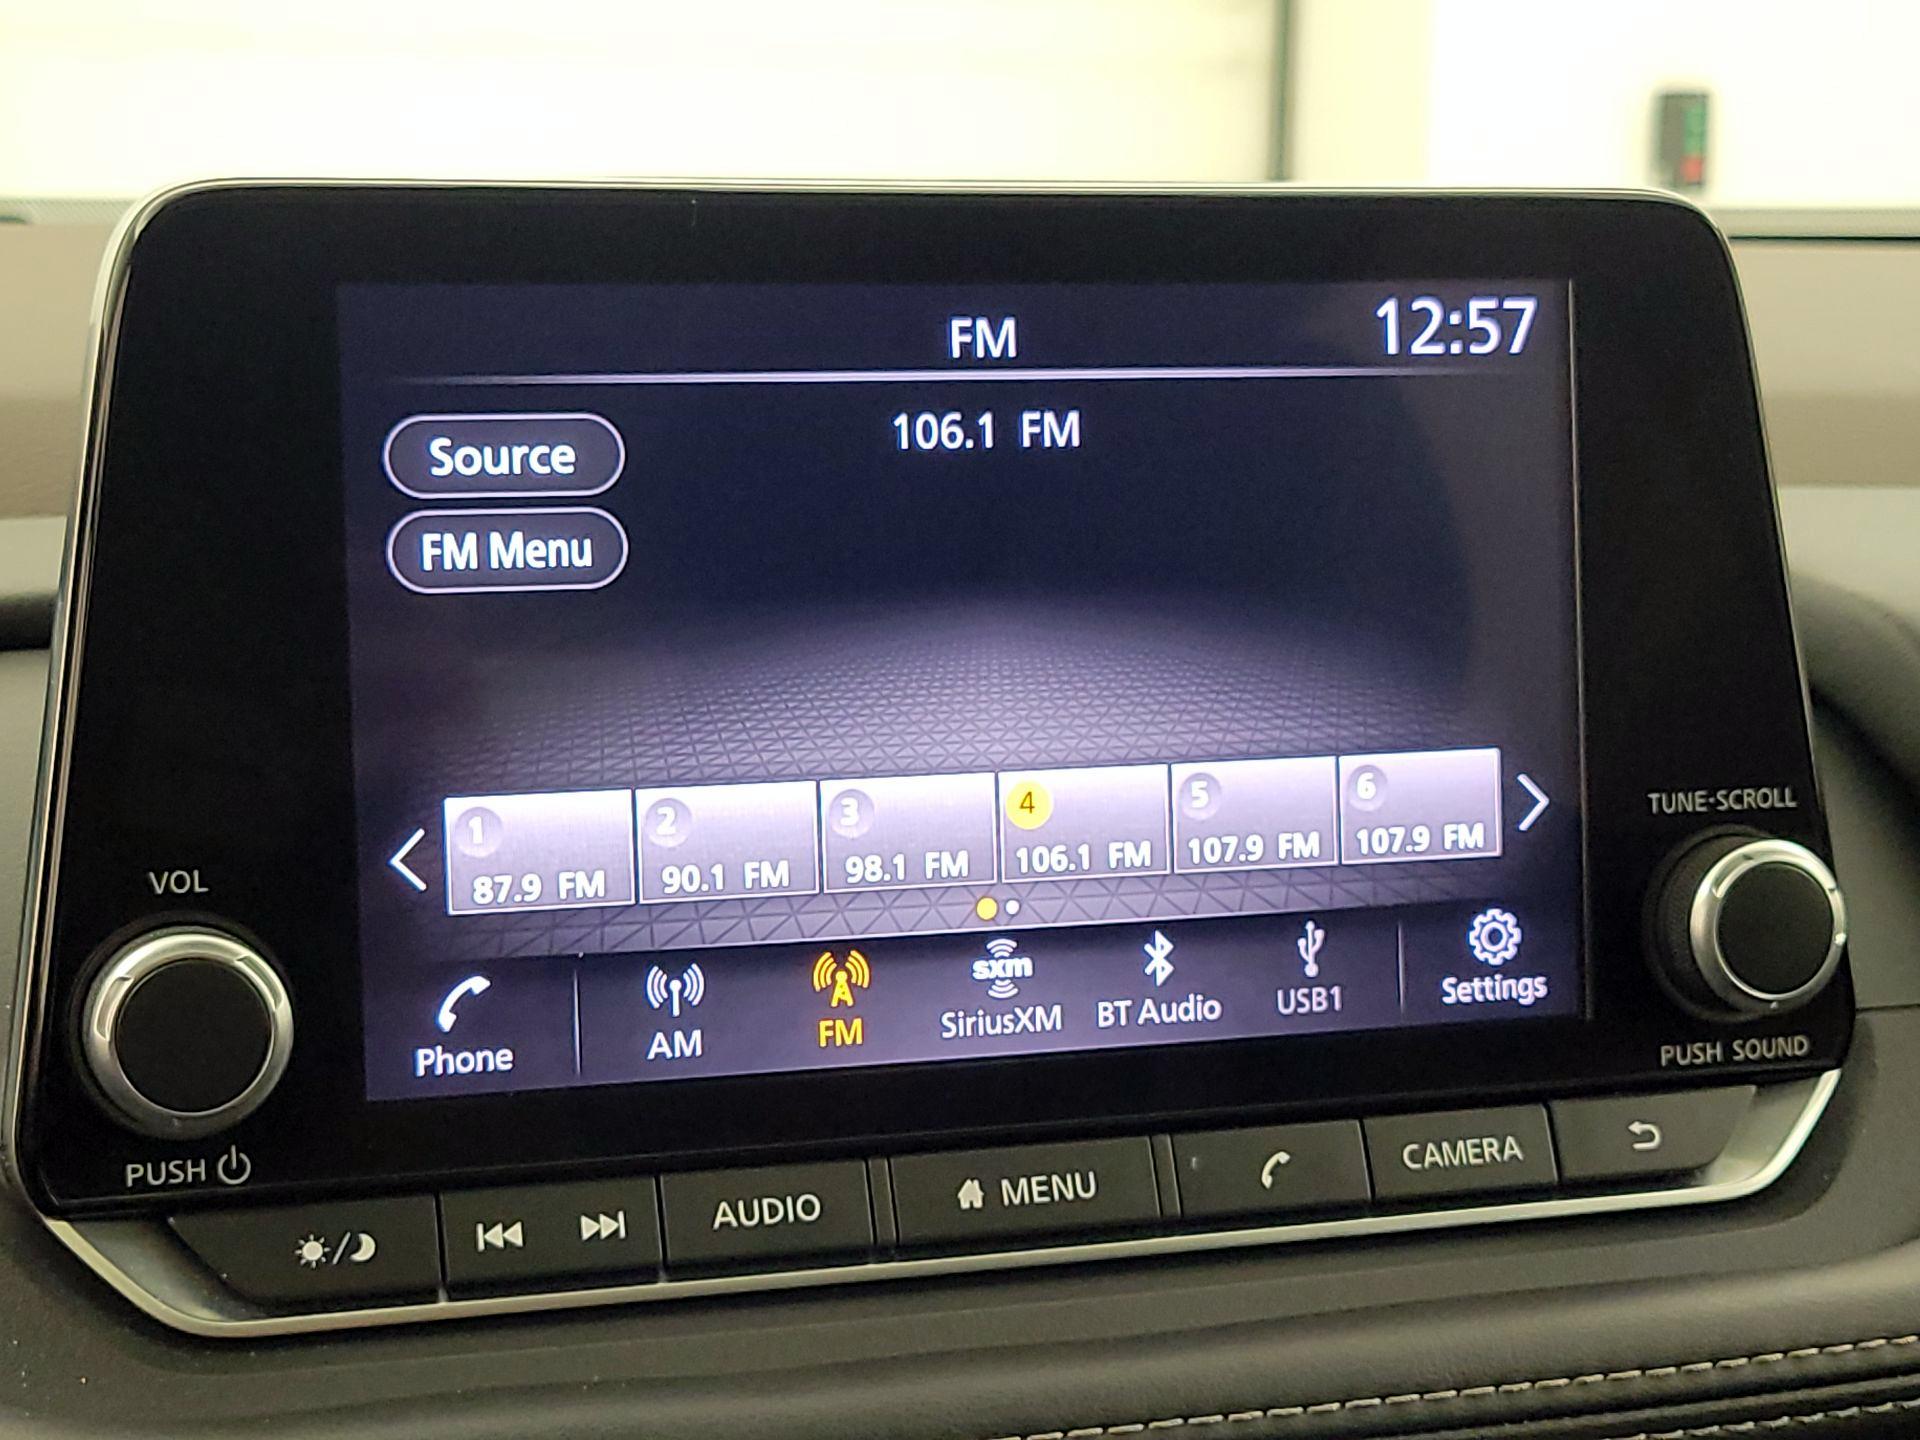 FM
12:57
106.1 FM
Source
FM Menu
1
87.9 FM
2
90.1 FM
3
98.1 FM
4
106.1 FM
5
107.9 FM
6
107.9 FM
Phone
AM
FM
sxm
SiriusXM
BT Audio
USB1
Settings
VOL
PUSH
TUNE·SCROLL
PUSH SOUND
AUDIO
MENU
CAMERA